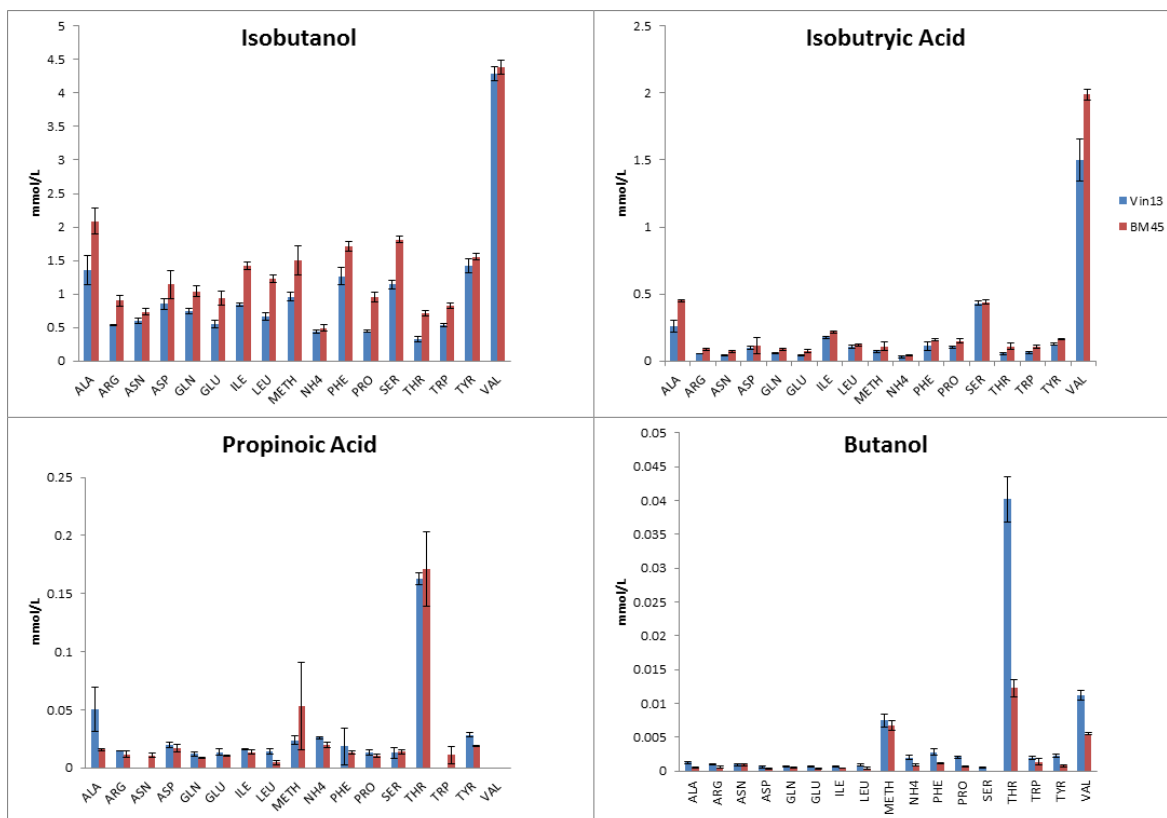 Isobutanol
mmol/L
5
4.5
4
3.5
3
2.5
2
1.5
1
0.5
0
ALA ARG ASN ASP GLN GLU ILE LEU METH NH4 PHE PRO SER THR TRP TYR VAL
Isobutryic Acid
mmol/L
2.5
2
1.5
1
0.5
0
ALA ARG ASN ASP GLN GLU ILE LEU METH NH4 PHE PRO SER THR TRP TYR VAL
Vin13
BM45
Propinoic Acid
mmol/L
0.25
0.2
0.15
0.1
0.05
0
ALA ARG ASN ASP GLN GLU ILE LEU METH NH4 PHE PRO SER THR TRP TYR VAL
Butanol
mmol/L
0.05
0.045
0.04
0.035
0.03
0.025
0.02
0.015
0.01
0.005
0
ALA ARG ASN ASP GLN GLU ILE LEU METH NH4 PHE PRO SER THR TRP TYR VAL